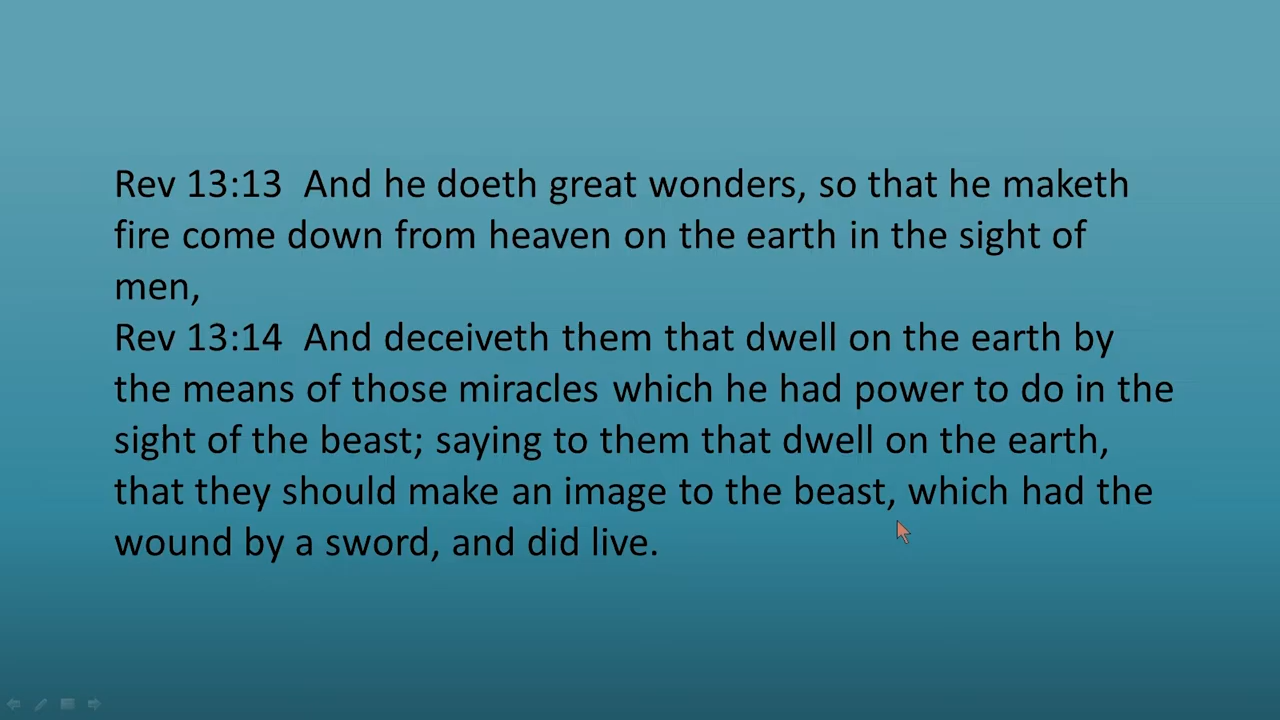 Rev 13:13  And he doeth great wonders, so that he maketh
fire come down from heaven on the earth in the sight of
men,
Rev 13:14  And deceiveth them that dwell on the earth by
the means of those miracles which he had power to do in the
sight of the beast; saying to them that dwell on the earth,
that they should make an image to the beast, which had the
wound by a sword, and did live.